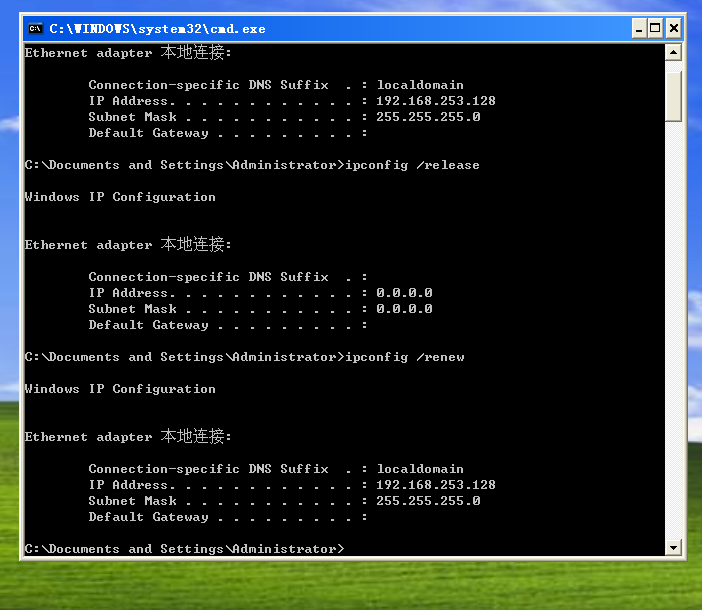 C:\WINDOWS\system32\cmd.exe
Ethernet adapter 本地连接:
Connection-specific DNS Suffix  . : localdomain
IP Address. . . . . . . . . . . . : 192.168.253.128
Subnet Mask . . . . . . . . . . . : 255.255.255.0
Default Gateway . . . . . . . . . :
C:\Documents and Settings\Administrator>ipconfig /release
Windows IP Configuration
Ethernet adapter 本地连接:
Connection-specific DNS Suffix  . :
IP Address. . . . . . . . . . . . : 0.0.0.0
Subnet Mask . . . . . . . . . . . : 0.0.0.0
Default Gateway . . . . . . . . . :
C:\Documents and Settings\Administrator>ipconfig /renew
Windows IP Configuration
Ethernet adapter 本地连接:
Connection-specific DNS Suffix  . : localdomain
IP Address. . . . . . . . . . . . : 192.168.253.128
Subnet Mask . . . . . . . . . . . : 255.255.255.0
Default Gateway . . . . . . . . . :
C:\Documents and Settings\Administrator>